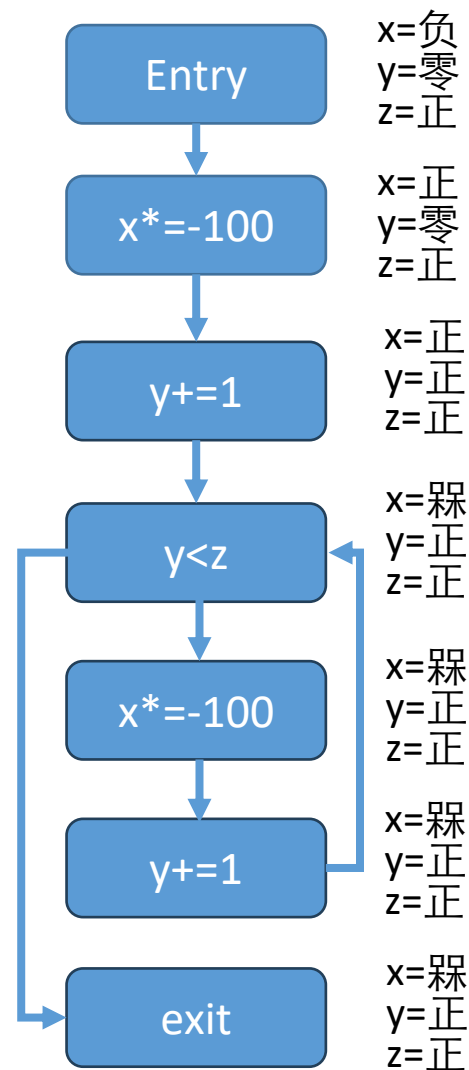 Entry
x=负
y=零
z=正
x*=-100
x=正
y=零
z=正
y+=1
x=正
y=正
z=正
y<z
x=槑
y=正
z=正
x*=-100
x=槑
y=正
z=正
y+=1
x=槑
y=正
z=正
exit
x=槑
y=正
z=正